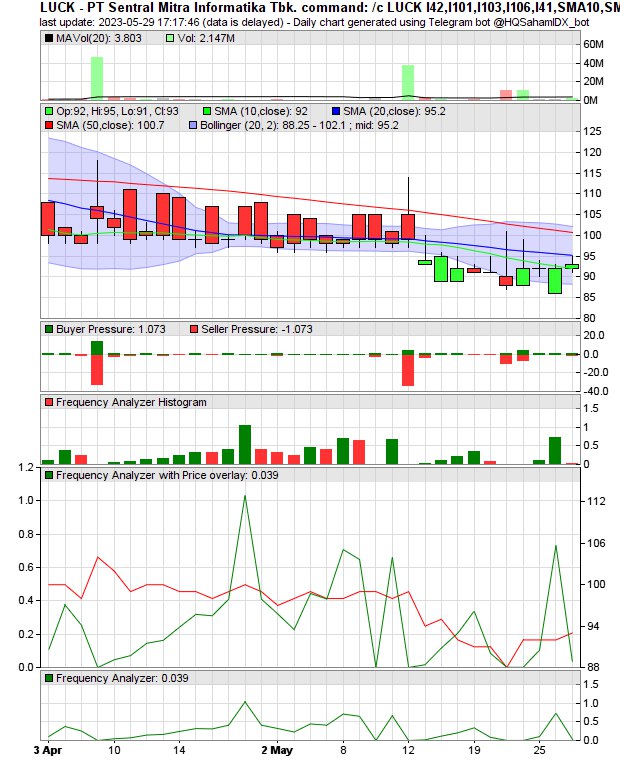 LUCK - PT Sentral Mitra Informatika Tbk. command: /c LUCK I42,I101,I103,I106,I41,SMA10,SM
last update: 2023-05-29 17:17:46 (data is delayed) - Daily chart generated using Telegram bot @HQSahamIDX_bot
MAVol(20): 3.803 Vol: 2.147M
60M
40M
20M
0M
Op:92, Hi:95, Lo:91, Cl:93 SMA (10,close): 92 SMA (20,close): 95.2
SMA (50,close): 100.7 Bollinger (20, 2): 88.25 - 102.1 ; mid: 95.2
125
120
115
110
105
100
95
90
85
80
Buyer Pressure: 1.073 Seller Pressure: -1.073
20.0
0.0
-20.0
-40.0
Frequency Analyzer Histogram
1.5
1
0.5
0
Frequency Analyzer with Price overlay: 0.039
1.2
1.0
0.8
0.6
0.4
0.2
0.0
112
106
100
94
88
Frequency Analyzer: 0.039
1.5
1.0
0.5
0.0
3 Apr 10 14 2 May 8 12 19 25